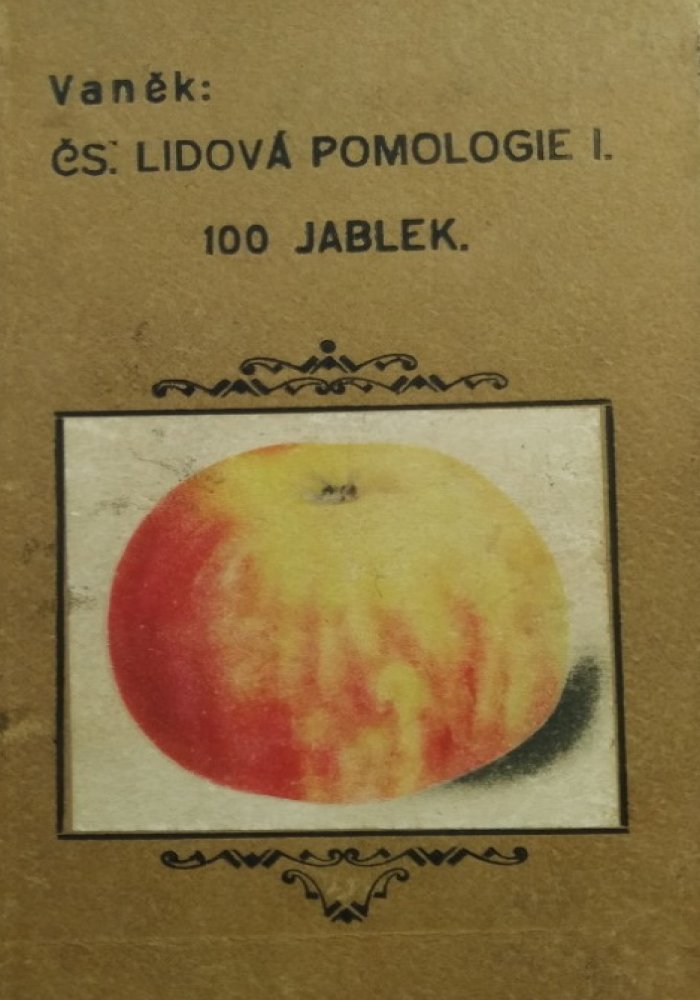 Vaněk:
ČS. LIDOVÁ POMOLOGIE I.
100 JABLEK.